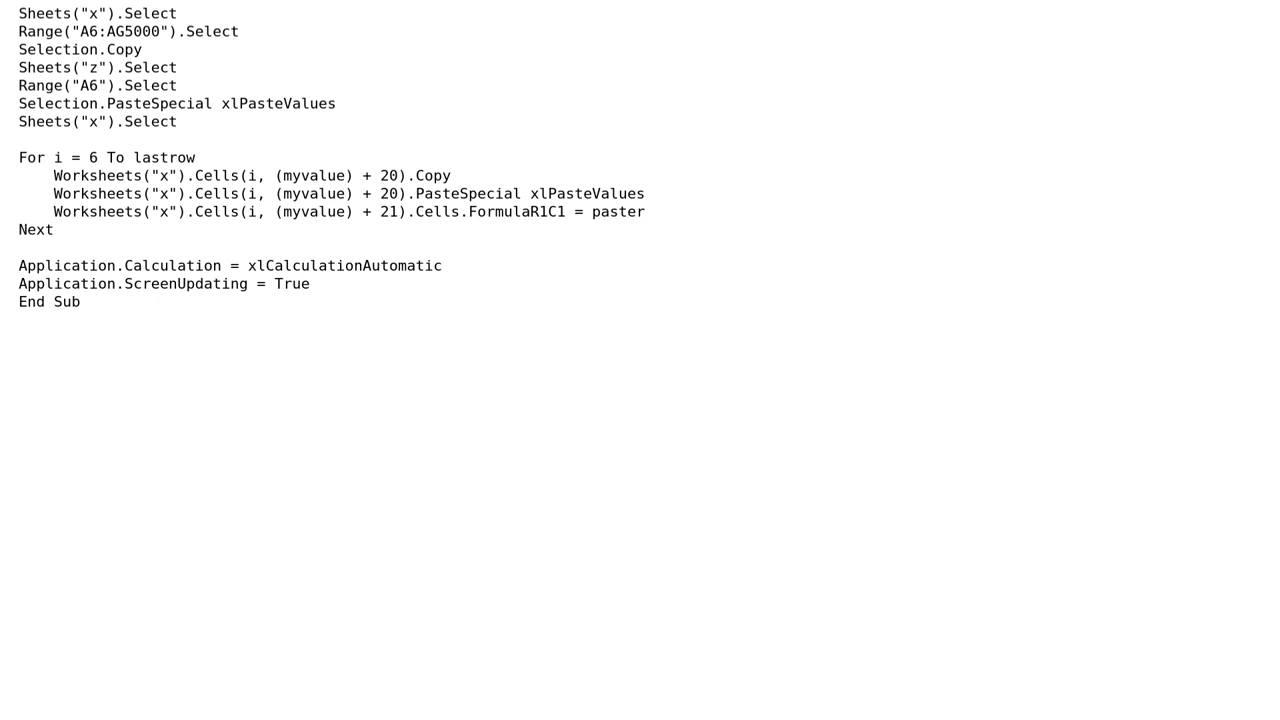 Sheets("x").Select
Range("A6:AG5000").Select
Selection.Copy
Sheets("z").Select
Range("A6").Select
Selection.PasteSpecial xlPasteValues
Sheets("x").Select

For i = 6 To lastrow
    Worksheets("x").Cells(i, (myvalue) + 20).Copy
    Worksheets("x").Cells(i, (myvalue) + 20).PasteSpecial xlPasteValues
    Worksheets("x").Cells(i, (myvalue) + 21).Cells.FormulaR1C1 = paster
Next

Application.Calculation = xlCalculationAutomatic
Application.ScreenUpdating = True
End Sub